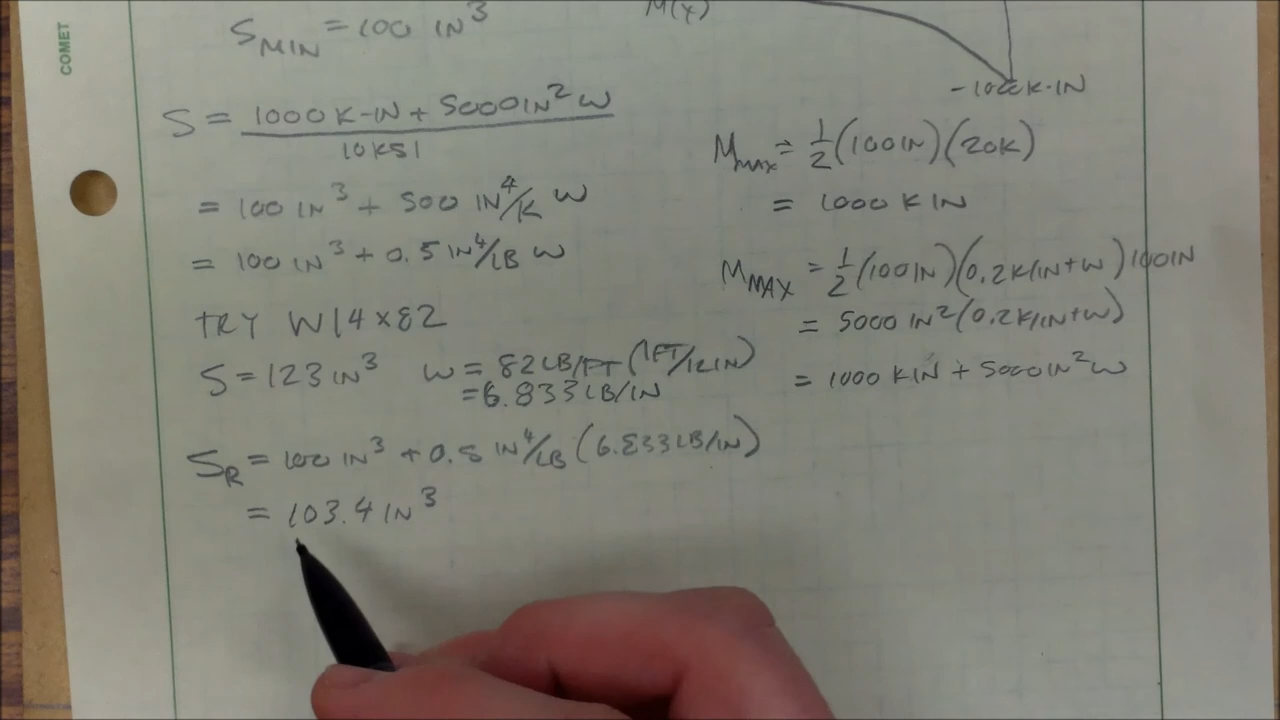 COMET
S_MIN = 100 IN³
M(x)
-1000 K·IN
S = (1000 K-IN + 5000 IN² W) / 10 KSI
= 100 IN³ + 500 IN⁴/K W
= 100 IN³ + 0.5 IN⁴/LB W
TRY W14×82
S = 123 IN³ W = 82 LB/FT (1FT/12IN)
= 6.833 LB/IN
S_R = 100 IN³ + 0.5 IN⁴/LB (6.833 LB/IN)
= 103.4 IN³
M_MAX = 1/2 (100 IN)(20K)
= 1000 K IN
M_MAX = 1/2 (100 IN)(0.2 K/IN + W) 100 IN
= 5000 IN² (0.2 K/IN + W)
= 1000 K IN + 5000 IN² W